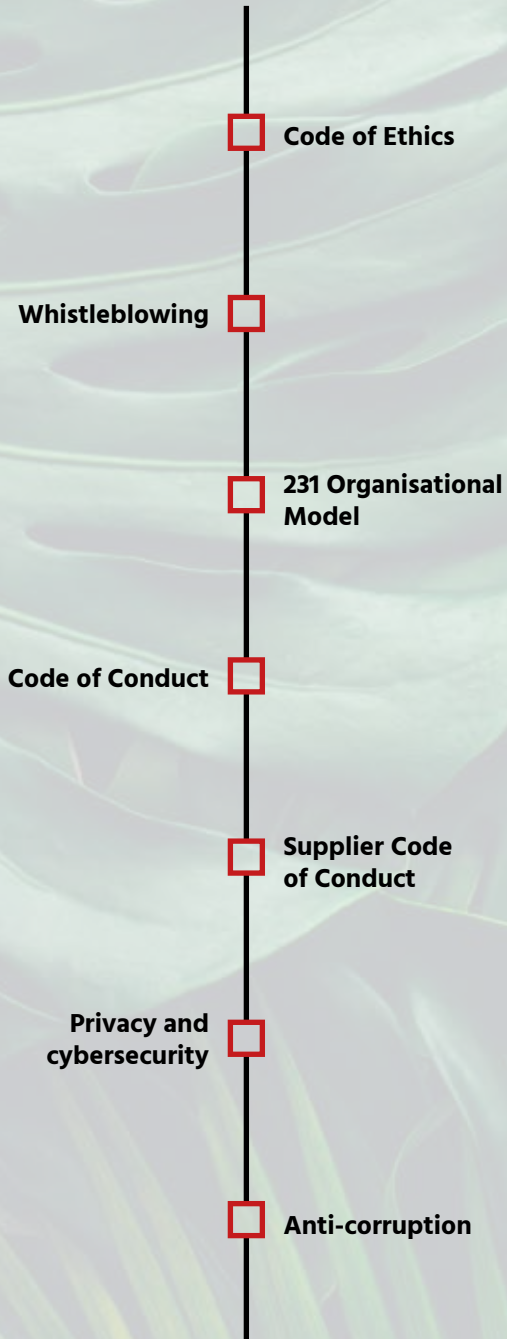 Code of Ethics
Whistleblowing
231 Organisational
Model
Code of Conduct
Supplier Code
of Conduct
Privacy and
cybersecurity
Anti-corruption